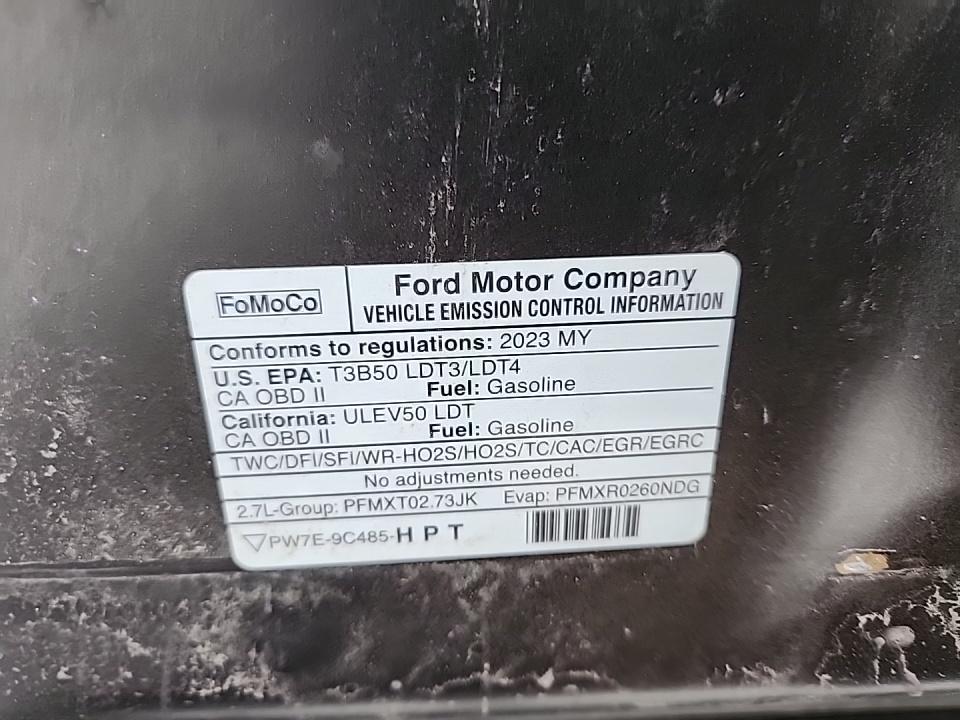 FoMoCo
Ford Motor Company
VEHICLE EMISSION CONTROL INFORMATION
Conforms to regulations: 2023 MY
U.S. EPA: T3B50 LDT3/LDT4
CA OBD II Fuel: Gasoline
California: ULEV50 LDT
CA OBD II Fuel: Gasoline
TWC/DFI/SFI/WR-HO2S/HO2S/TC/CAC/EGR/EGRC
No adjustments needed.
2.7L-Group: PFMXT02.73JK Evap: PFMXR0260NDG
PW7E-9C485-HPT